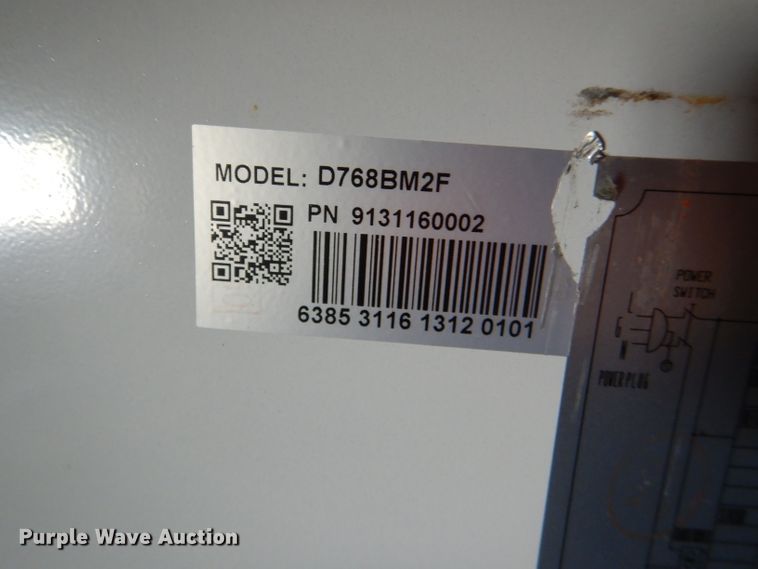 MODEL: D768BM2F
PN 9131160002
6385 3116 1312 0101
POWER
SWITCH
L
G
N
POWER PLUG
Purple Wave Auction